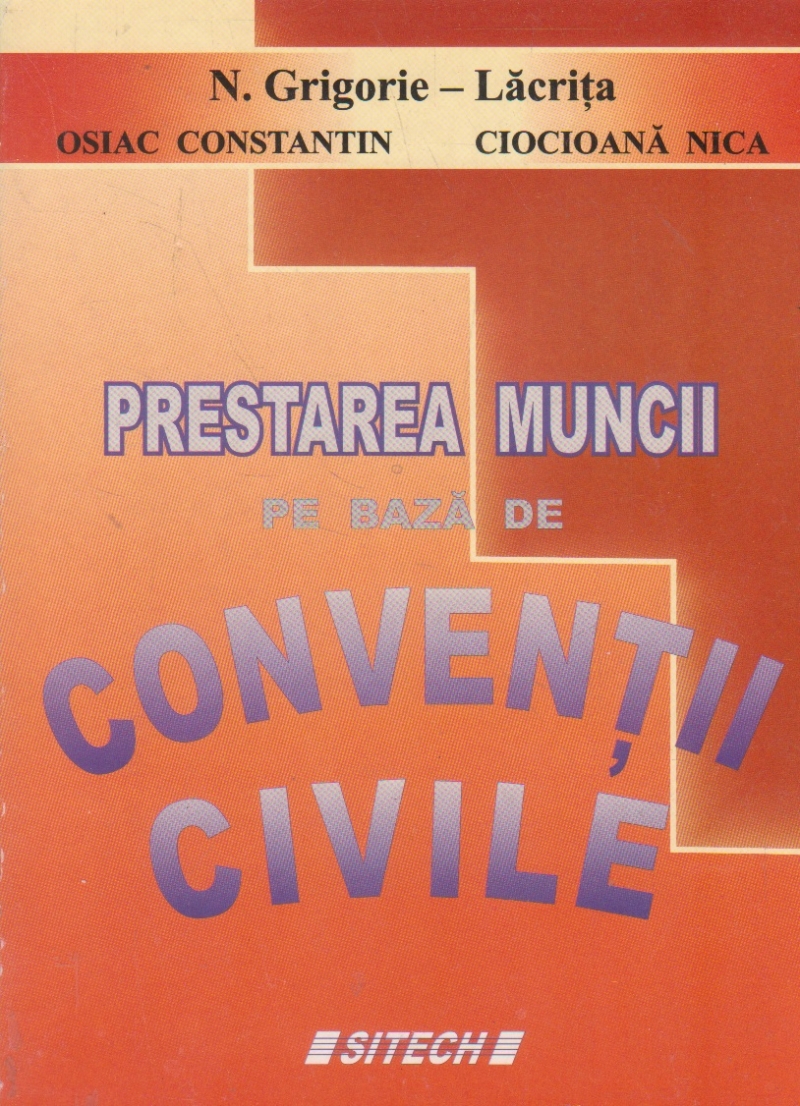 N. Grigorie – Lăcrița
OSIAC CONSTANTIN CIOCIOANĂ NICA
PRESTAREA MUNCII
PE BAZĂ DE
CONVENȚII
CIVILE
SITECH